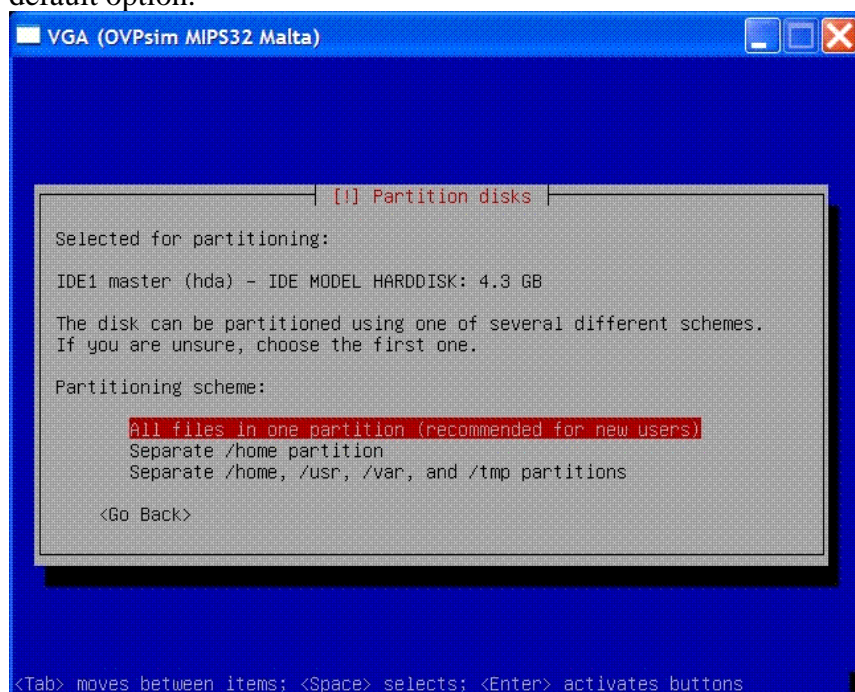 default option.
VGA (OVPsim MIPS32 Malta)
[!] Partition disks
Selected for partitioning:
IDE1 master (hda) - IDE MODEL HARDDISK: 4.3 GB
The disk can be partitioned using one of several different schemes.
If you are unsure, choose the first one.
Partitioning scheme:
All files in one partition (recommended for new users)
Separate /home partition
Separate /home, /usr, /var, and /tmp partitions
<Go Back>
<Tab> moves between items; <Space> selects; <Enter> activates buttons